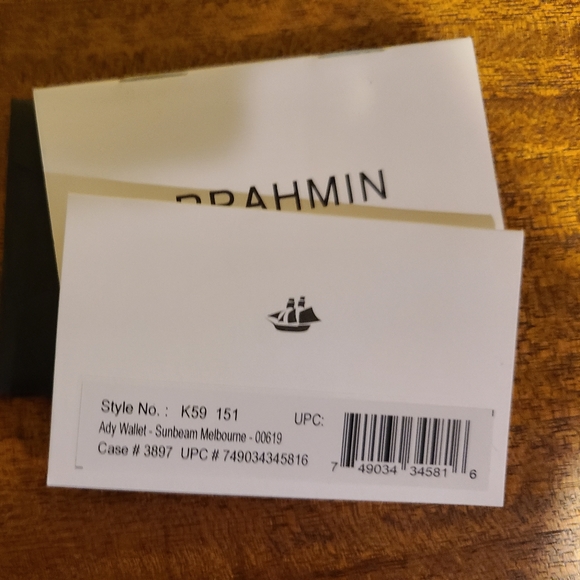 BRAHMIN
Style No. : K59 151
Ady Wallet - Sunbeam Melbourne - 00619
Case # 3897 UPC # 749034345816
UPC:
7 49034 34581 6